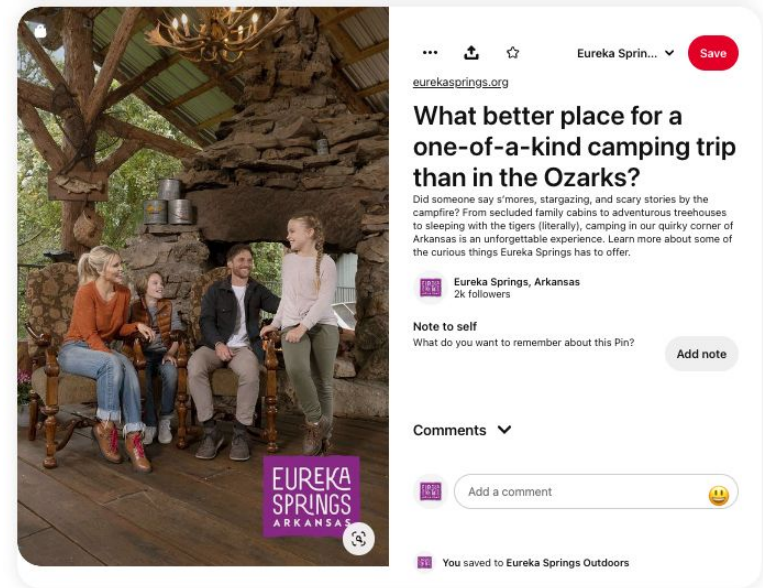 EUREKA
SPRINGS
ARKANSAS
Eureka Sprin...
Save
eurekasprings.org
What better place for a
one-of-a-kind camping trip
than in the Ozarks?
Did someone say s'mores, stargazing, and scary stories by the
campfire? From secluded family cabins to adventurous treehouses
to sleeping with the tigers (literally), camping in our quirky corner of
Arkansas is an unforgettable experience. Learn more about some of
the curious things Eureka Springs has to offer.
Eureka Springs, Arkansas
2k followers
Note to self
What do you want to remember about this Pin?
Add note
Comments
Add a comment
You saved to Eureka Springs Outdoors